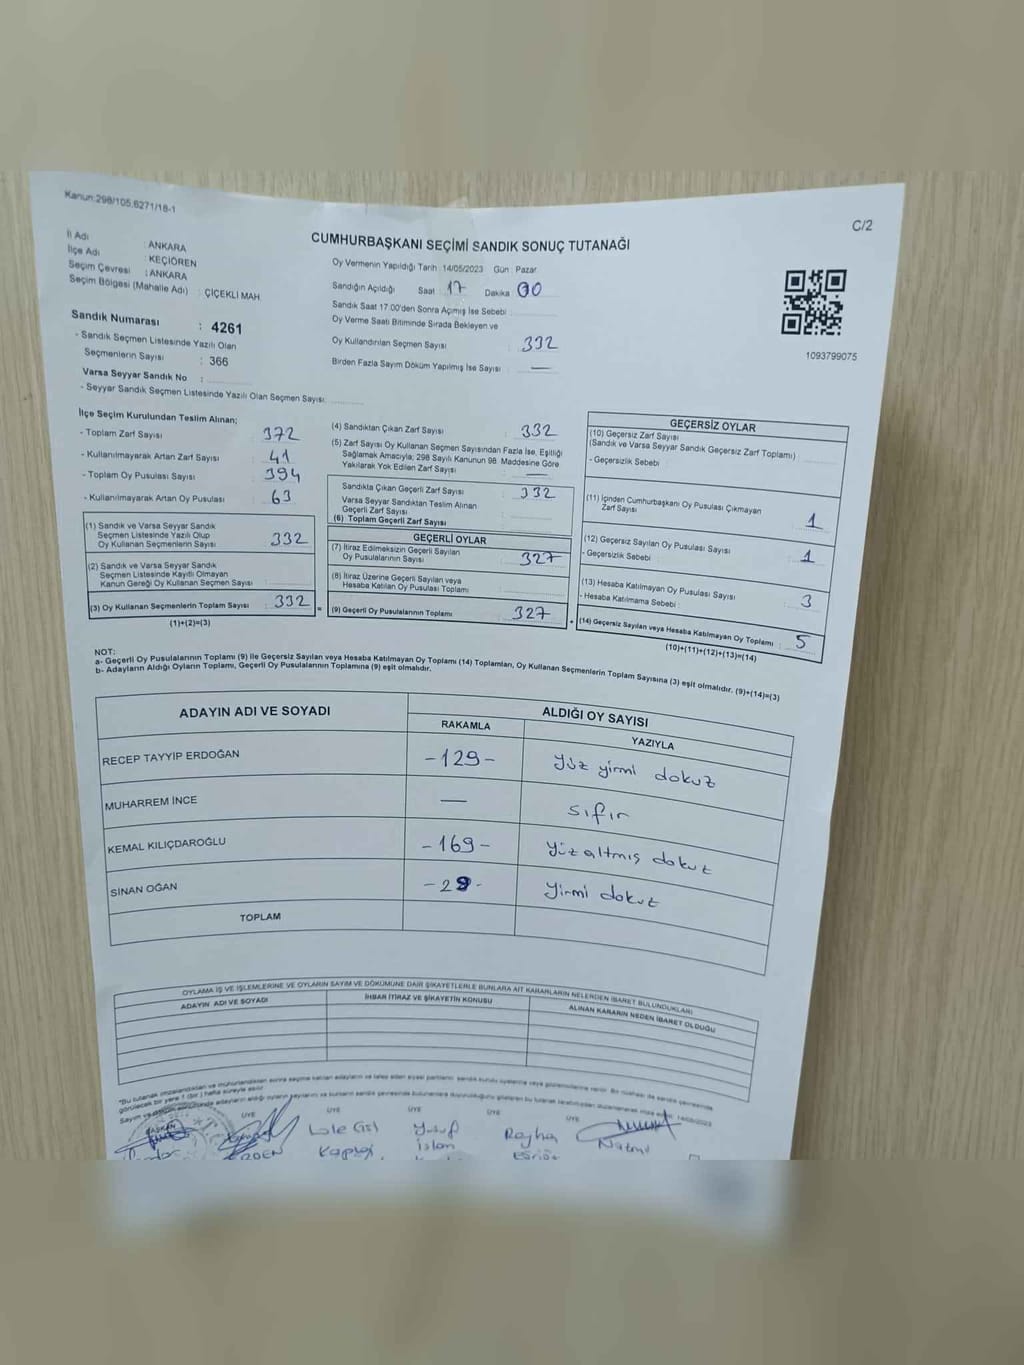 Kanun:298/105,6271/18-1
C/2
CUMHURBAŞKANI SEÇİMİ SANDIK SONUÇ TUTANAĞI
İl Adı : ANKARA
İlçe Adı : KEÇİÖREN
Seçim Çevresi : ANKARA
Seçim Bölgesi (Mahalle Adı) : ÇİÇEKLİ MAH.
Oy Vermenin Yapıldığı Tarih : 14/05/2023 Gün : Pazar
Sandığın Açıldığı Saat : 17 Dakika : 00
Sandık Saat 17:00'den Sonra Açımış İse Sebebi :
Oy Verme Saati Bitiminde Sırada Bekleyen ve
Oy Kullandırılan Seçmen Sayısı : 332
Birden Fazla Sayım Döküm Yapılmış İse Sayısı : —
1093799075
Sandık Numarası : 4261
- Sandık Seçmen Listesinde Yazılı Olan
Seçmenlerin Sayısı : 366
Varsa Seyyar Sandık No :
- Seyyar Sandık Seçmen Listesinde Yazılı Olan Seçmen Sayısı:
İlçe Seçim Kurulundan Teslim Alınan;
- Toplam Zarf Sayısı : 372
- Kullanılmayarak Artan Zarf Sayısı : 41
- Toplam Oy Pusulası Sayısı : 394
- Kullanılmayarak Artan Oy Pusulası : 63
(1) Sandık ve Varsa Seyyar Sandık
Seçmen Listesinde Yazılı Olup
Oy Kullanan Seçmenlerin Sayısı : 332
(2) Sandık ve Varsa Seyyar Sandık
Seçmen Listesinde Kayıtlı Olmayan
Kanun Gereği Oy Kullanan Seçmen Sayısı :
(3) Oy Kullanan Seçmenlerin Toplam Sayısı : 332 =
(1)+(2)=(3)
(4) Sandıktan Çıkan Zarf Sayısı : 332
(5) Zarf Sayısı Oy Kullanan Seçmen Sayısından Fazla İse, Eşitliği
Sağlamak Amacıyla; 298 Sayılı Kanunun 98. Maddesine Göre
Yakılarak Yok Edilen Zarf Sayısı : —
Sandıkta Çıkan Geçerli Zarf Sayısı : 332
Varsa Seyyar Sandıktan Teslim Alınan
Geçerli Zarf Sayısı :
(6) Toplam Geçerli Zarf Sayısı
GEÇERLİ OYLAR
(7) İtiraz Edilmeksizin Geçerli Sayılan
Oy Pusulalarının Sayısı : 327
(8) İtiraz Üzerine Geçerli Sayılan veya
Hesaba Katılan Oy Pusulası Toplamı :
(9) Geçerli Oy Pusulalarının Toplamı : 327 +
GEÇERSİZ OYLAR
(10) Geçersiz Zarf Sayısı
(Sandık ve Varsa Seyyar Sandık Geçersiz Zarf Toplamı) :
- Geçersizlik Sebebi :
(11) İçinden Cumhurbaşkanı Oy Pusulası Çıkmayan
Zarf Sayısı : 1
(12) Geçersiz Sayılan Oy Pusulası Sayısı : 1
- Geçersizlik Sebebi :
(13) Hesaba Katılmayan Oy Pusulası Sayısı : 3
- Hesaba Katılmama Sebebi :
(14) Geçersiz Sayılan veya Hesaba Katılmayan Oy Toplamı : 5
(10)+(11)+(12)+(13)=(14)
NOT:
a- Geçerli Oy Pusulalarının Toplamı (9) ile Geçersiz Sayılan veya Hesaba Katılmayan Oy Toplamı (14) Toplamları, Oy Kullanan Seçmenlerin Toplam Sayısına (3) eşit olmalıdır. (9)+(14)=(3)
b- Adayların Aldığı Oyların Toplamı, Geçerli Oy Pusulalarının Toplamına (9) eşit olmalıdır.
ADAYIN ADI VE SOYADI
ALDIĞI OY SAYISI
RAKAMLA
YAZIYLA
RECEP TAYYİP ERDOĞAN -129- yüz yirmi dokuz
MUHARREM İNCE — sıfır
KEMAL KILIÇDAROĞLU -169- yüz altmış dokuz
SİNAN OĞAN -29- yirmi dokuz
TOPLAM
OYLAMA İŞ VE İŞLEMLERİNE VE OYLARIN SAYIM VE DÖKÜMÜNE DAİR ŞİKAYETLERLE BUNLARA AİT KARARLARIN NELERDEN İBARET BULUNDUKLARI
ADAYIN ADI VE SOYADI
İHBAR İTİRAZ VE ŞİKAYETİN KONUSU
ALINAN KARARIN NEDEN İBARET OLDUĞU
BAŞKAN ÜYE ÜYE ÜYE ÜYE ÜYE
Lale Yusuf Reyhan
İslan